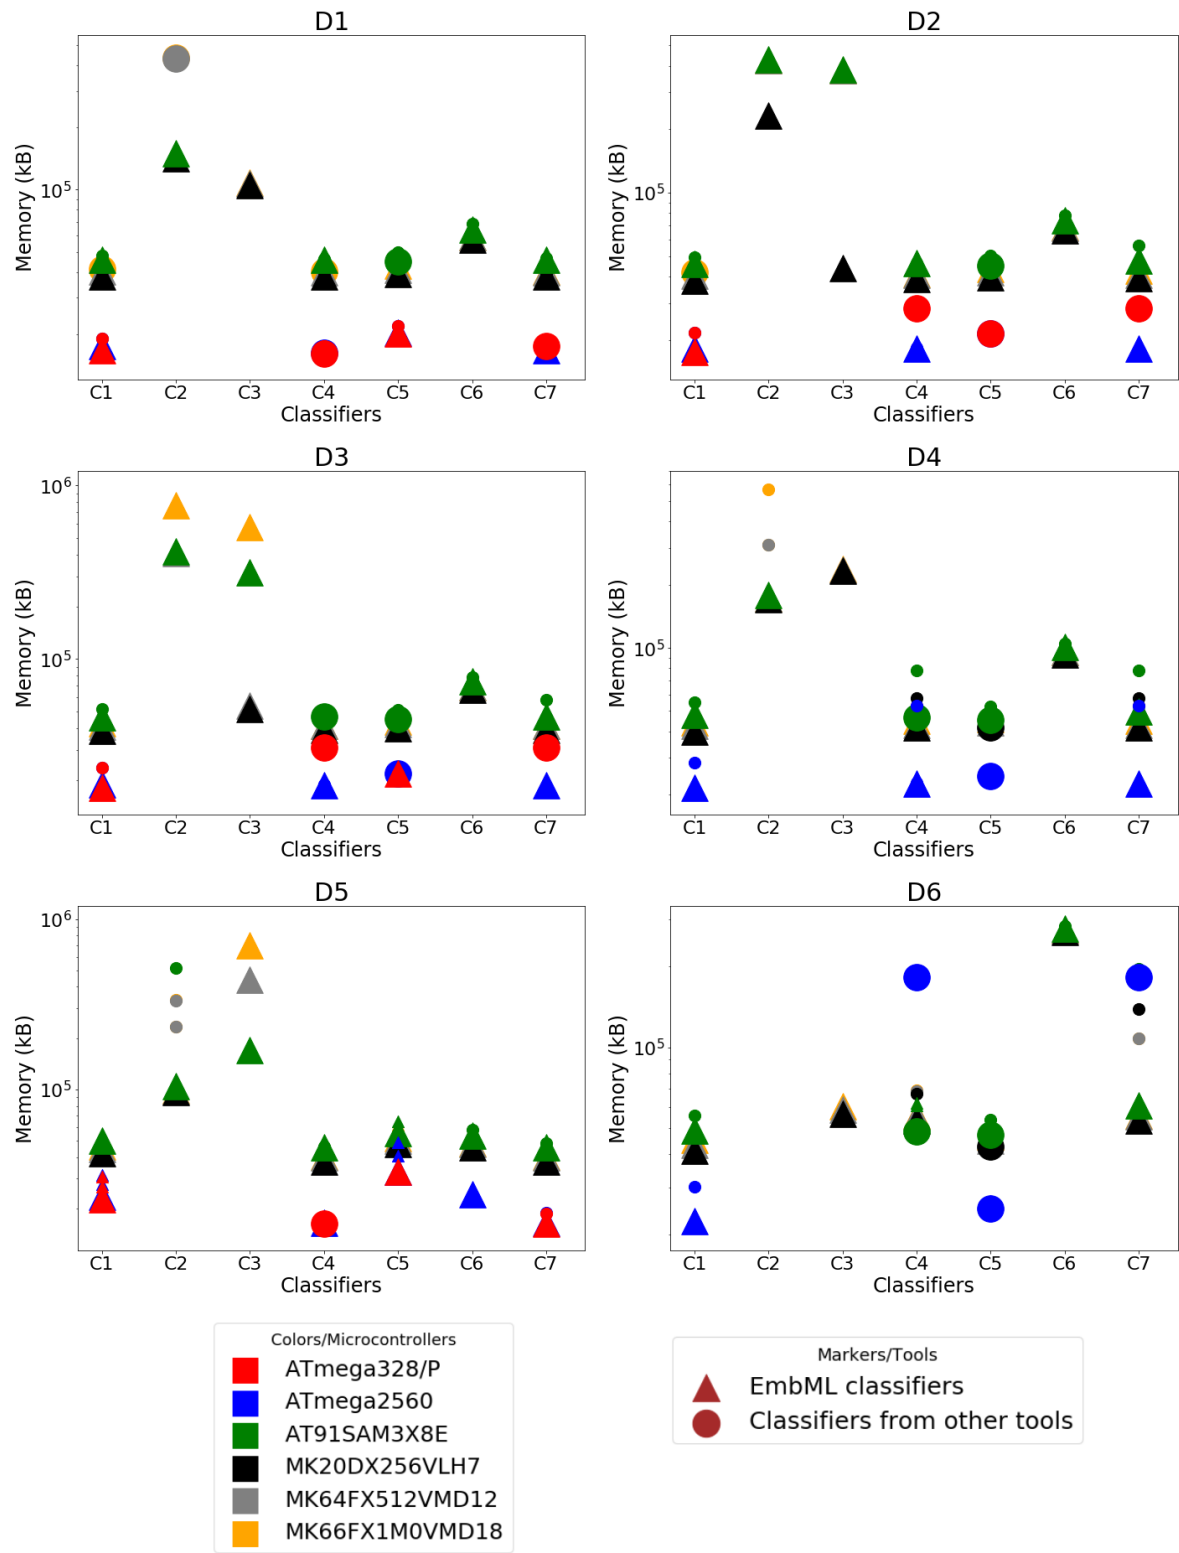 D1
Memory (kB)
10^5
C1 C2 C3 C4 C5 C6 C7
Classifiers
D2
Memory (kB)
10^5
C1 C2 C3 C4 C5 C6 C7
Classifiers
D3
Memory (kB)
10^6
10^5
C1 C2 C3 C4 C5 C6 C7
Classifiers
D4
Memory (kB)
10^5
C1 C2 C3 C4 C5 C6 C7
Classifiers
D5
Memory (kB)
10^6
10^5
C1 C2 C3 C4 C5 C6 C7
Classifiers
D6
Memory (kB)
10^5
C1 C2 C3 C4 C5 C6 C7
Classifiers
Colors/Microcontrollers
ATmega328/P
ATmega2560
AT91SAM3X8E
MK20DX256VLH7
MK64FX512VMD12
MK66FX1M0VMD18
Markers/Tools
EmbML classifiers
Classifiers from other tools